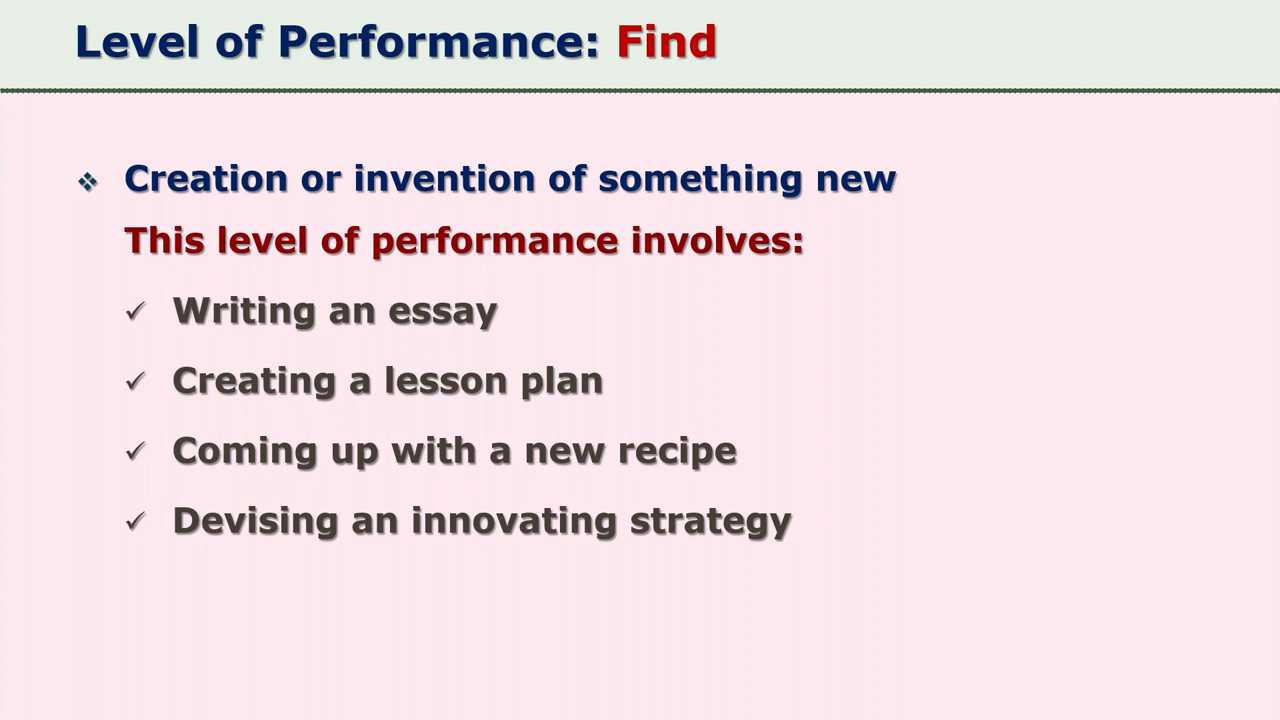 Level of Performance: Find
Creation or invention of something new
This level of performance involves:
Writing an essay
Creating a lesson plan
Coming up with a new recipe
Devising an innovating strategy